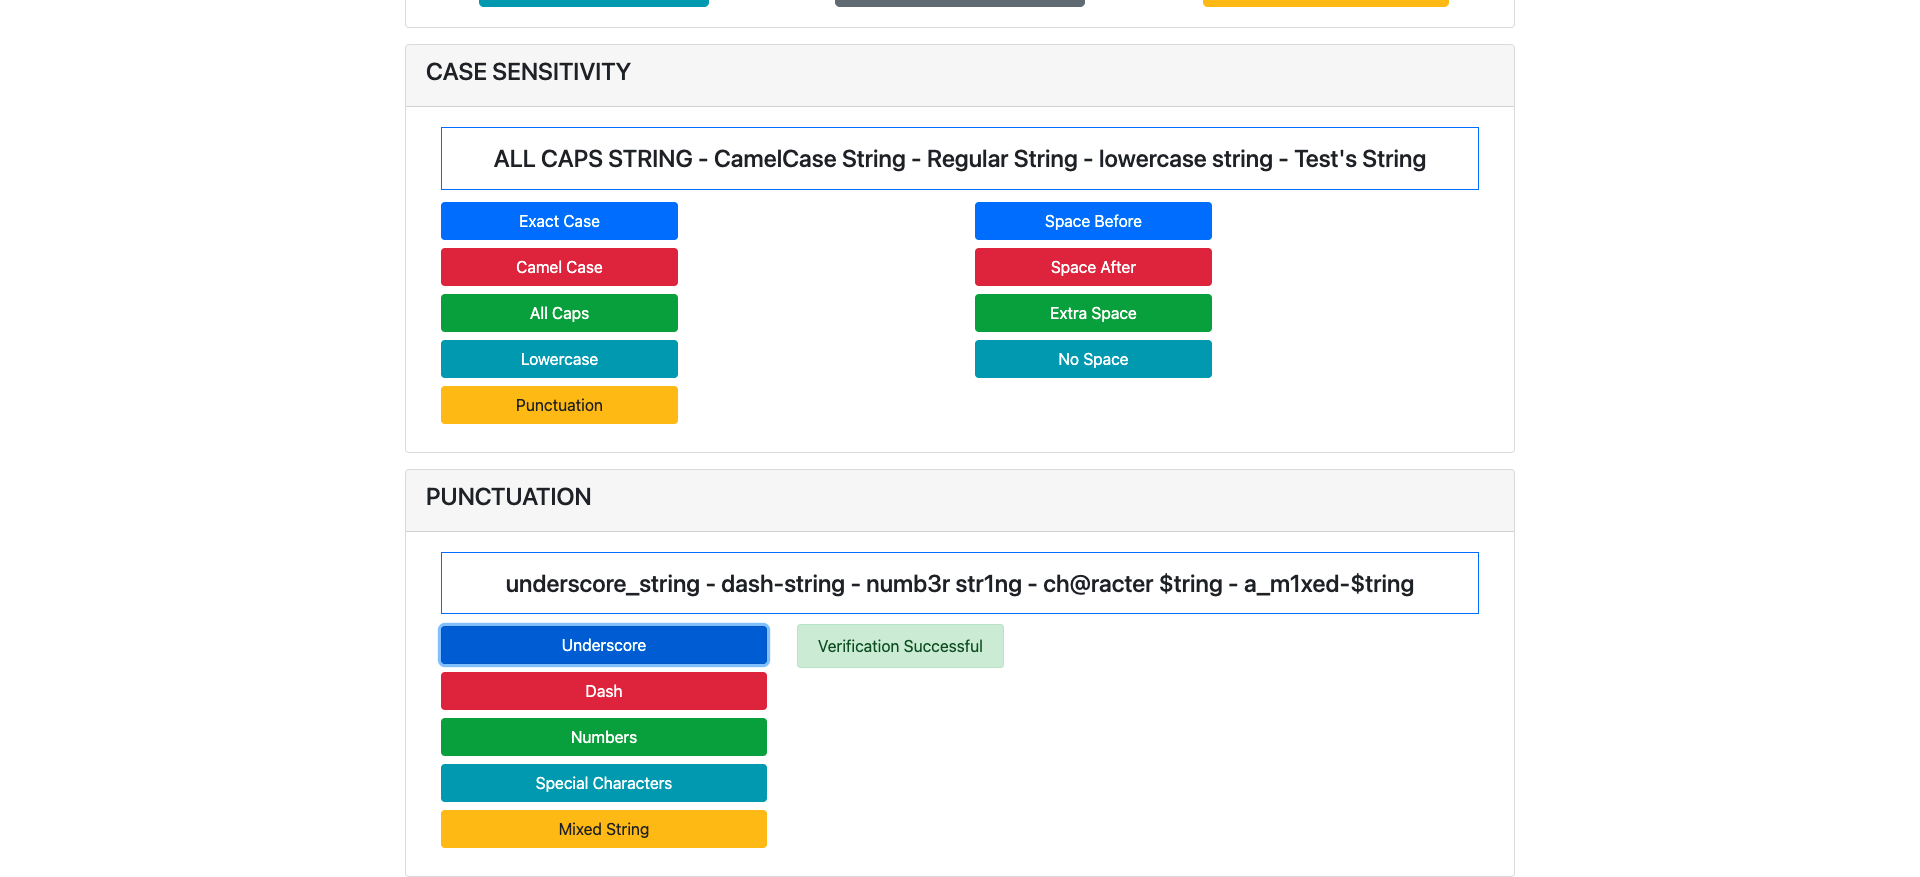 CASE SENSITIVITY
ALL CAPS STRING - CamelCase String - Regular String - lowercase string - Test's String
Exact Case
Space Before
Camel Case
Space After
All Caps
Extra Space
Lowercase
No Space
Punctuation
PUNCTUATION
underscore_string - dash-string - numb3r str1ng - ch@racter $tring - a_m1xed-$tring
Underscore
Verification Successful
Dash
Numbers
Special Characters
Mixed String